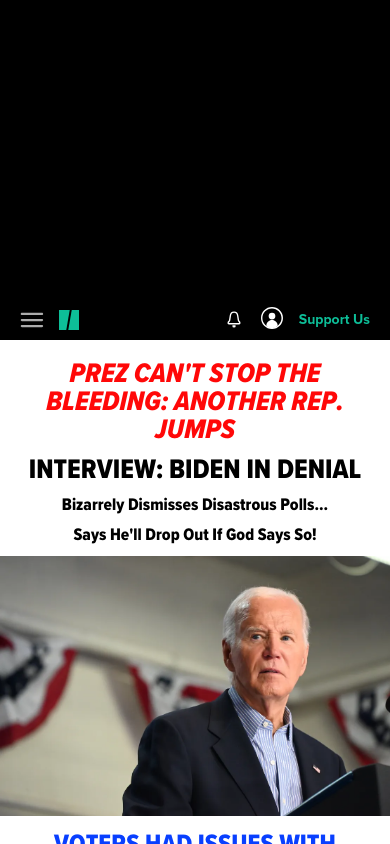 Support Us
PREZ CAN'T STOP THE
BLEEDING: ANOTHER REP.
JUMPS
INTERVIEW: BIDEN IN DENIAL
Bizarrely Dismisses Disastrous Polls...
Says He'll Drop Out If God Says So!
VOTERS HAD ISSUES WITH